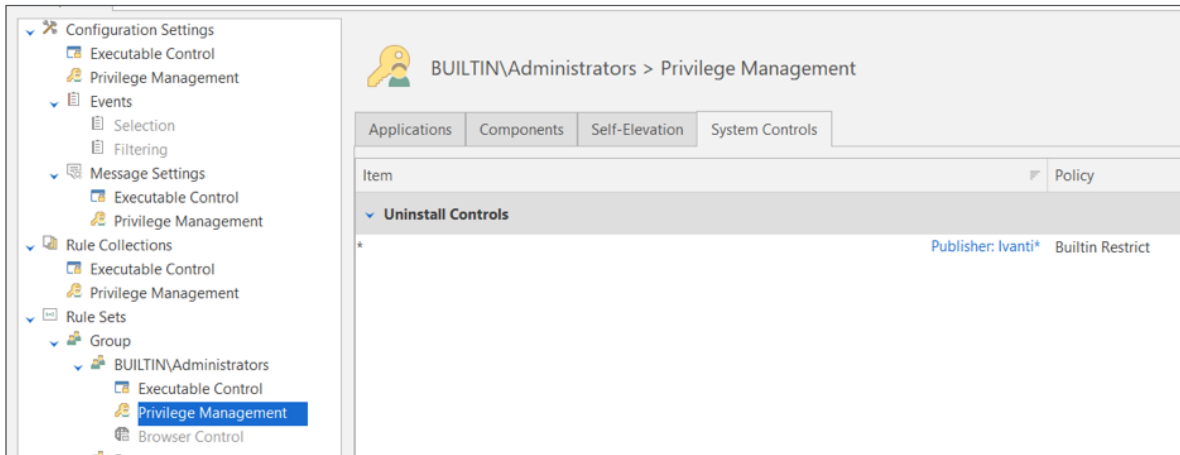 Configuration Settings
Executable Control
Privilege Management
Events
Selection
Filtering
Message Settings
Executable Control
Privilege Management
Rule Collections
Executable Control
Privilege Management
Rule Sets
Group
BUILTIN\Administrators
Executable Control
Privilege Management
Browser Control
BUILTIN\Administrators > Privilege Management
Applications Components Self-Elevation System Controls
Item Policy
Uninstall Controls
* Publisher: Ivanti* Builtin Restrict